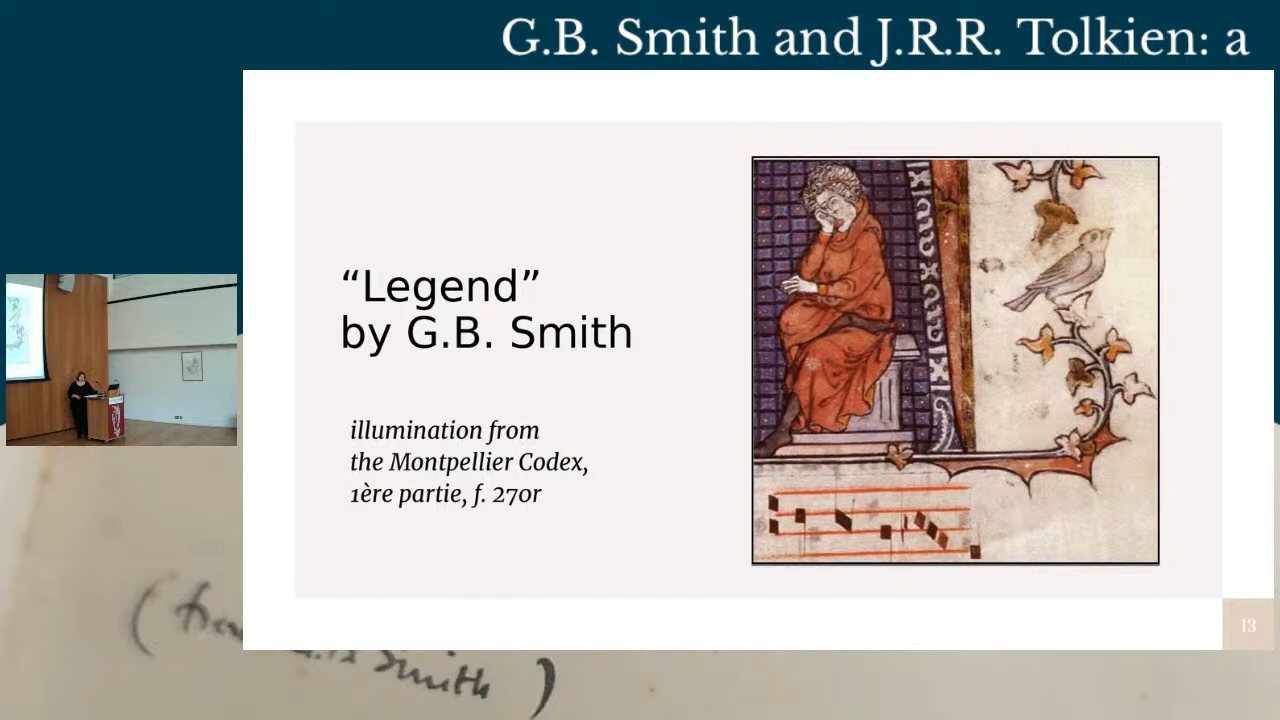 G.B. Smith and J.R.R. Tolkien: a
“Legend”
by G.B. Smith
illumination from
the Montpellier Codex,
1ère partie, f. 270r
13
(
Smith )